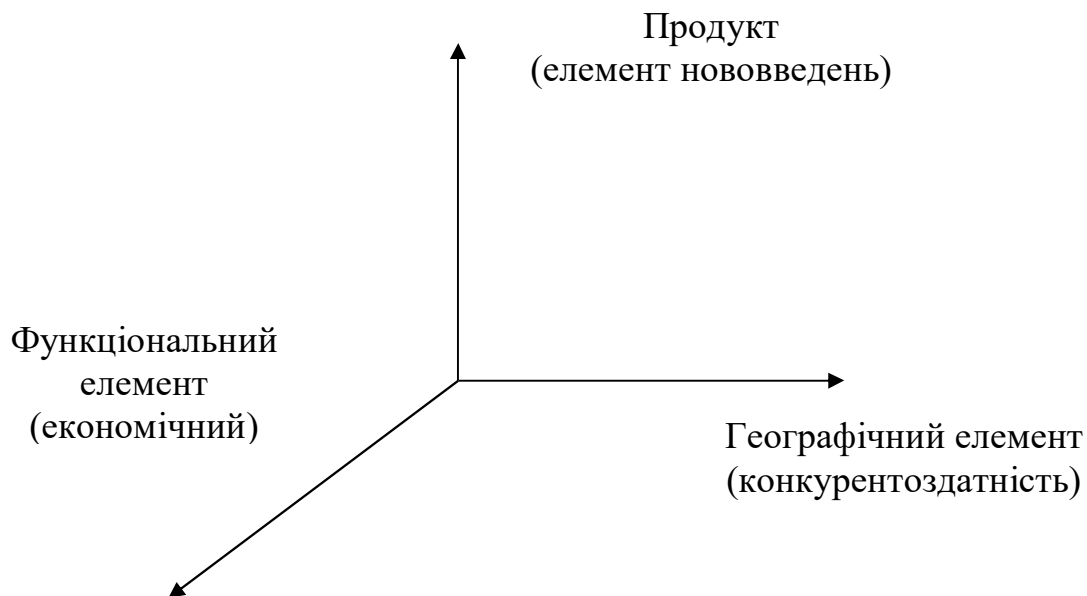 Продукт
(елемент нововведень)
Функціональний
елемент
(економічний)
Географічний елемент
(конкурентоздатність)